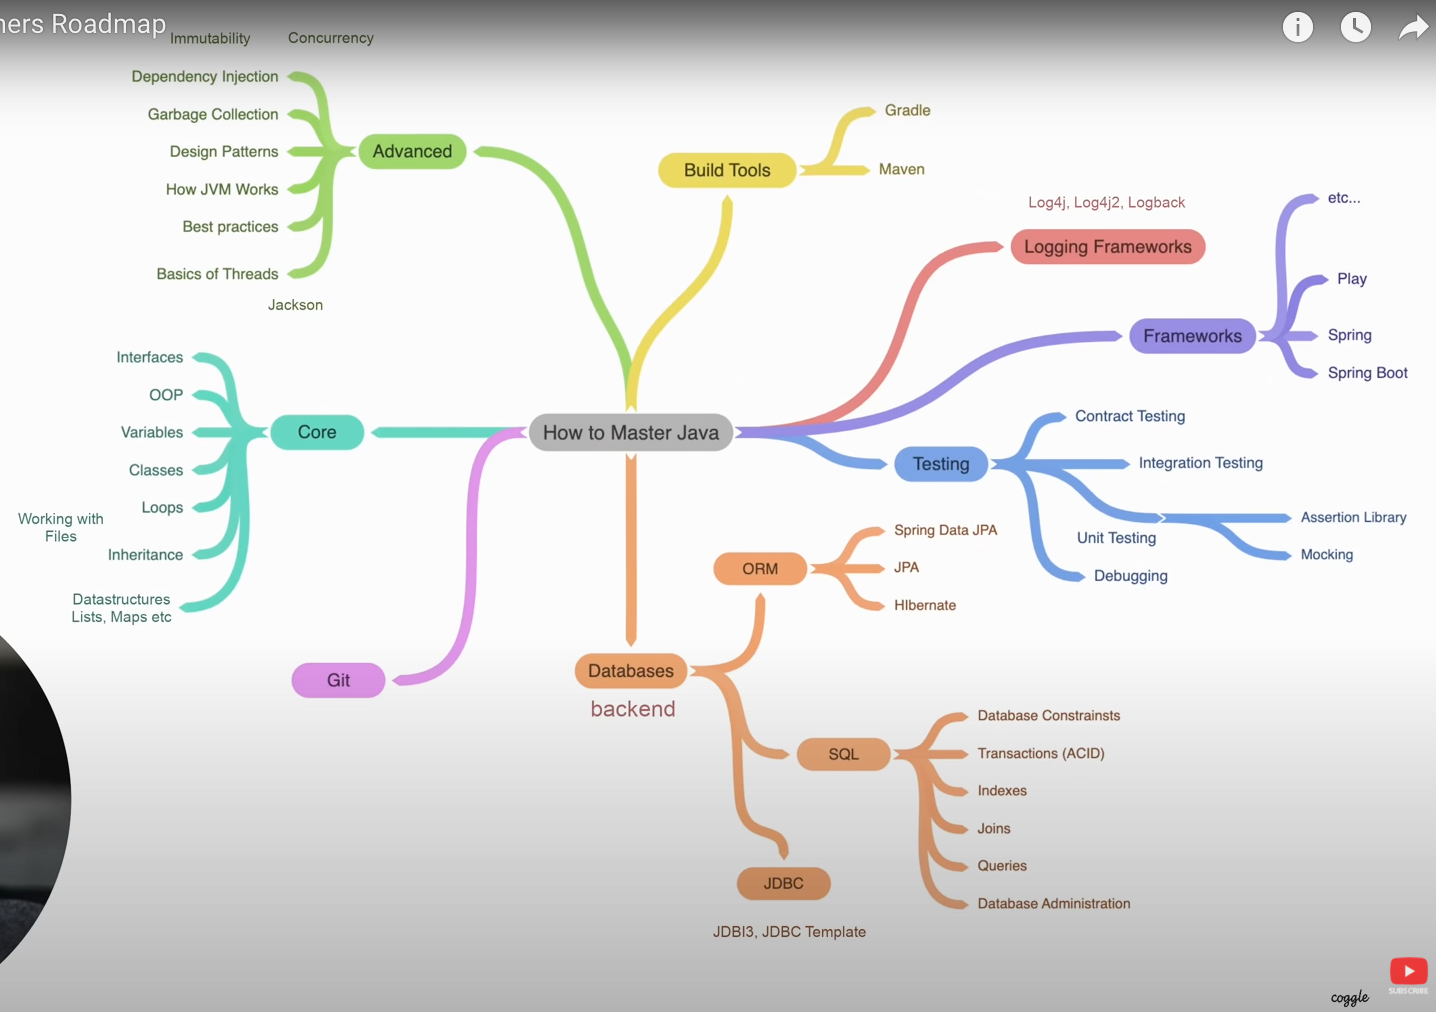 ners Roadmap
Immutability
Concurrency
Dependency Injection
Garbage Collection
Design Patterns
How JVM Works
Best practices
Basics of Threads
Jackson
Advanced
Build Tools
Gradle
Maven
Log4j, Log4j2, Logback
Logging Frameworks
etc...
Play
Spring
Spring Boot
Frameworks
Interfaces
OOP
Variables
Classes
Loops
Working with
Files
Inheritance
Datastructures
Lists, Maps etc
Core
How to Master Java
Testing
Contract Testing
Integration Testing
Unit Testing
Assertion Library
Mocking
Debugging
Git
Databases
backend
ORM
Spring Data JPA
JPA
HIbernate
SQL
Database Constrainsts
Transactions (ACID)
Indexes
Joins
Queries
Database Administration
JDBC
JDBI3, JDBC Template
SUBSCRIBE
coggle